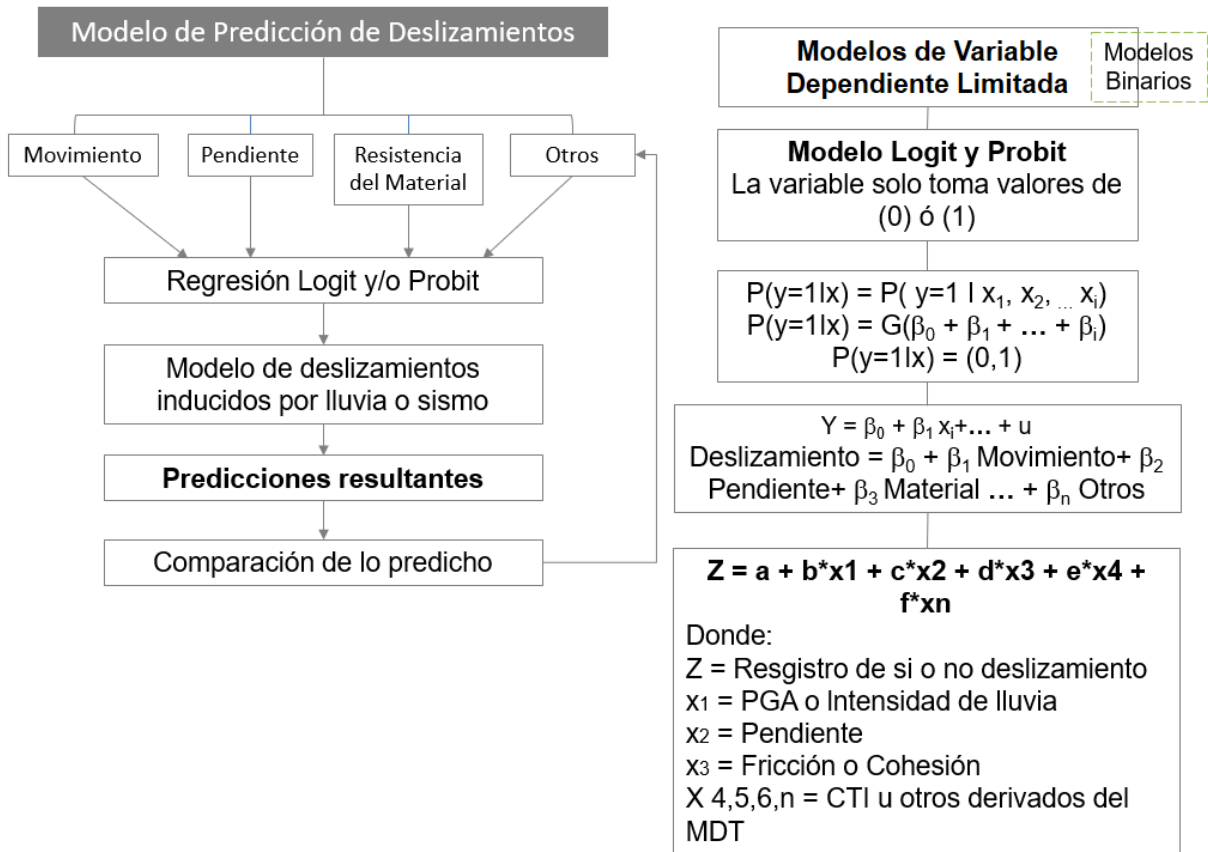 Modelo de Predicción de Deslizamientos
Movimiento
Pendiente
Resistencia
del Material
Otros
Regresión Logit y/o Probit
Modelo de deslizamientos
inducidos por lluvia o sismo
Predicciones resultantes
Comparación de lo predicho
Modelos de Variable
Dependiente Limitada
Modelos
Binarios
Modelo Logit y Probit
La variable solo toma valores de
(0) ó (1)
P(y=1lx) = P( y=1 l x₁, x₂, ... xᵢ)
P(y=1lx) = G(β₀ + β₁ + … + βᵢ)
P(y=1lx) = (0,1)
Y = β₀ + β₁ xᵢ+… + u
Deslizamiento = β₀ + β₁ Movimiento+ β₂
Pendiente+ β₃ Material … + βₙ Otros
Z = a + b*x1 + c*x2 + d*x3 + e*x4 +
f*xn
Donde:
Z = Resgistro de si o no deslizamiento
x1 = PGA o Intensidad de lluvia
x2 = Pendiente
x3 = Fricción o Cohesión
X 4,5,6,n = CTI u otros derivados del
MDT